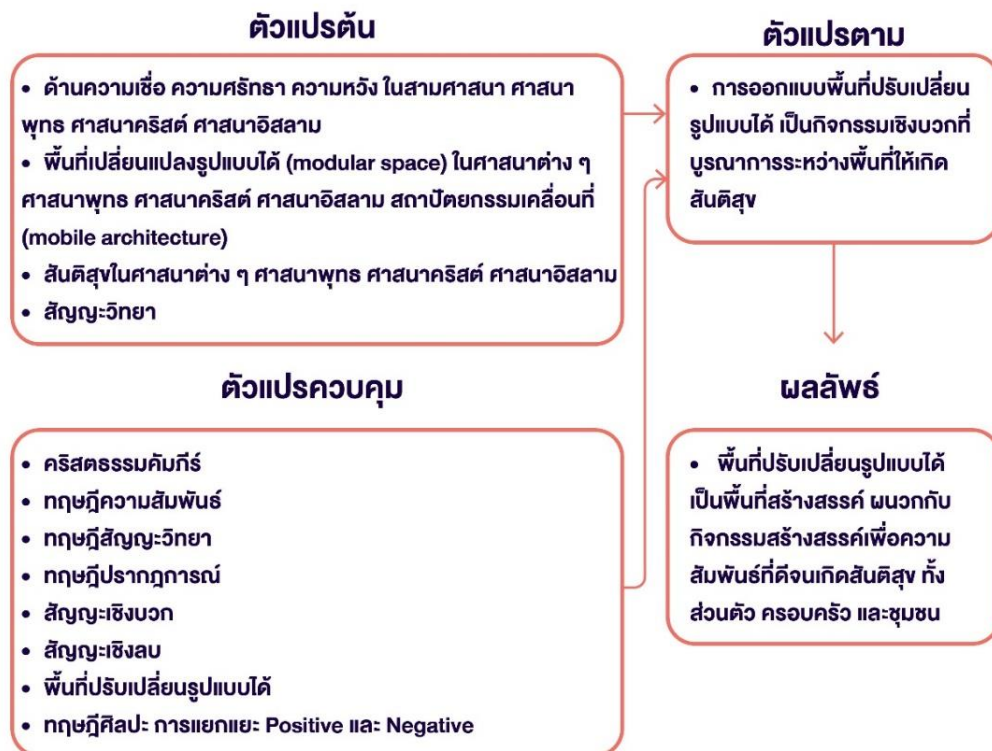 ตัวแปรต้น
• ด้านความเชื่อ ความศรัทธา ความหวัง ในสามศาสนา ศาสนา
พุทธ ศาสนาคริสต์ ศาสนาอิสลาม
• พื้นที่เปลี่ยนแปลงรูปแบบได้ (modular space) ในศาสนาต่าง ๆ
ศาสนาพุทธ ศาสนาคริสต์ ศาสนาอิสลาม สถาปัตยกรรมเคลื่อนที่
(mobile architecture)
• สันติสุขในศาสนาต่าง ๆ ศาสนาพุทธ ศาสนาคริสต์ ศาสนาอิสลาม
• สัญญะวิทยา
ตัวแปรตาม
• การออกแบบพื้นที่ปรับเปลี่ยน
รูปแบบได้ เป็นกิจกรรมเชิงบวกที่
บูรณาการระหว่างพื้นที่ให้เกิด
สันติสุข
ตัวแปรควบคุม
• คริสตธรรมคัมภีร์
• ทฤษฎีความสัมพันธ์
• ทฤษฎีสัญญะวิทยา
• ทฤษฎีปรากฎการณ์
• สัญญะเชิงบวก
• สัญญะเชิงลบ
• พื้นที่ปรับเปลี่ยนรูปแบบได้
• ทฤษฎีศิลปะ การแยกแยะ Positive และ Negative
ผลลัพธ์
• พื้นที่ปรับเปลี่ยนรูปแบบได้
เป็นพื้นที่สร้างสรรค์ ผนวกกับ
กิจกรรมสร้างสรรค์เพื่อความ
สัมพันธ์ที่ดีจนเกิดสันติสุข ทั้ง
ส่วนตัว ครอบครัว และชุมชน